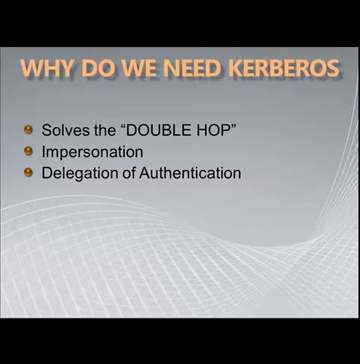 WHY DO WE NEED KERBEROS
Solves the “DOUBLE HOP”
Impersonation
Delegation of Authentication